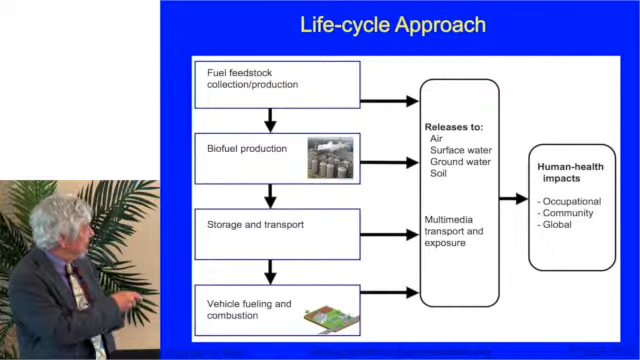 Life-cycle Approach
Fuel feedstock
collection/production
Biofuel production
Storage and transport
Vehicle fueling and
combustion
Releases to:
Air
Surface water
Ground water
Soil
Multimedia
transport and
exposure
Human-health
impacts
- Occupational
- Community
- Global